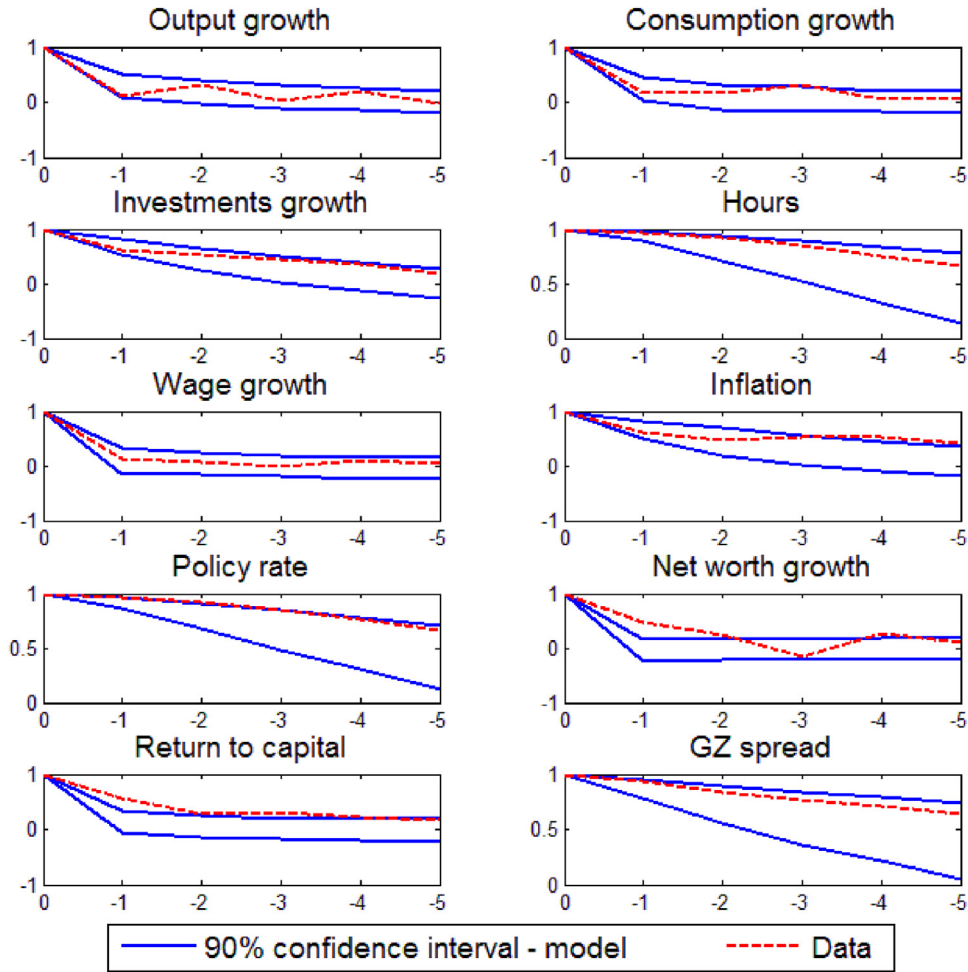 Output growth
1
0
-1
0 -1 -2 -3 -4 -5
Consumption growth
1
0
-1
0 -1 -2 -3 -4 -5
Investments growth
1
0
-1
0 -1 -2 -3 -4 -5
Hours
1
0.5
0
0 -1 -2 -3 -4 -5
Wage growth
1
0
-1
0 -1 -2 -3 -4 -5
Inflation
1
0
-1
0 -1 -2 -3 -4 -5
Policy rate
1
0.5
0
0 -1 -2 -3 -4 -5
Net worth growth
1
0
-1
0 -1 -2 -3 -4 -5
Return to capital
1
0
-1
0 -1 -2 -3 -4 -5
GZ spread
1
0.5
0
0 -1 -2 -3 -4 -5
90% confidence interval - model
Data